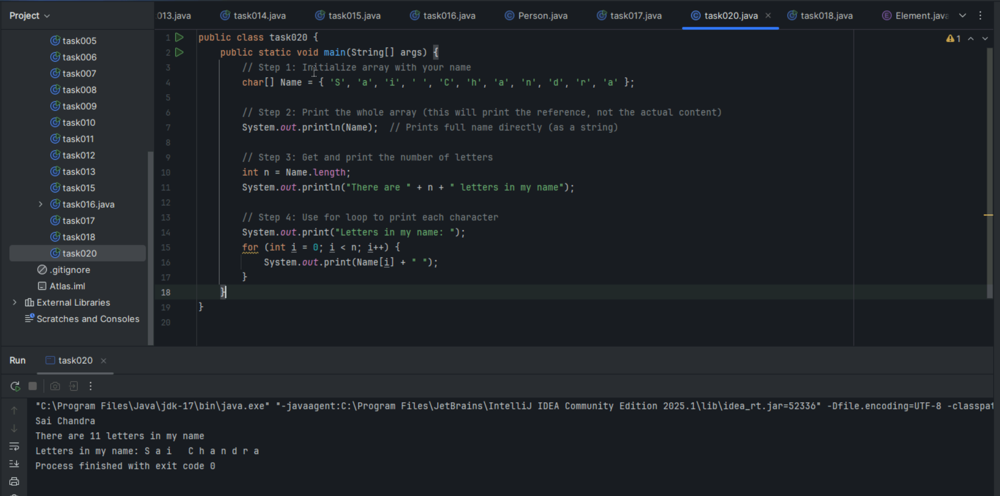 Project
013.java task014.java task015.java task016.java Person.java task017.java task020.java task018.java Element.java
task005
task006
task007
task008
task009
task010
task011
task012
task013
task015
task016.java
task017
task018
task020
.gitignore
Atlas.iml
External Libraries
Scratches and Consoles
1
1 public class task020 {
2 public static void main(String[] args) {
3 // Step 1: Initialize array with your name
4 char[] Name = { 'S', 'a', 'i', ' ', 'C', 'h', 'a', 'n', 'd', 'r', 'a' };
5
6 // Step 2: Print the whole array (this will print the reference, not the actual content)
7 System.out.println(Name); // Prints full name directly (as a string)
8
9 // Step 3: Get and print the number of letters
10 int n = Name.length;
11 System.out.println("There are " + n + " letters in my name");
12
13 // Step 4: Use for loop to print each character
14 System.out.print("Letters in my name: ");
15 for (int i = 0; i < n; i++) {
16 System.out.print(Name[i] + " ");
17 }
18 }
19 }
20
Run task020
"C:\Program Files\Java\jdk-17\bin\java.exe" "-javaagent:C:\Program Files\JetBrains\IntelliJ IDEA Community Edition 2025.1\lib\idea_rt.jar=52336" -Dfile.encoding=UTF-8 -classpat
Sai Chandra
There are 11 letters in my name
Letters in my name: S a i   C h a n d r a
Process finished with exit code 0